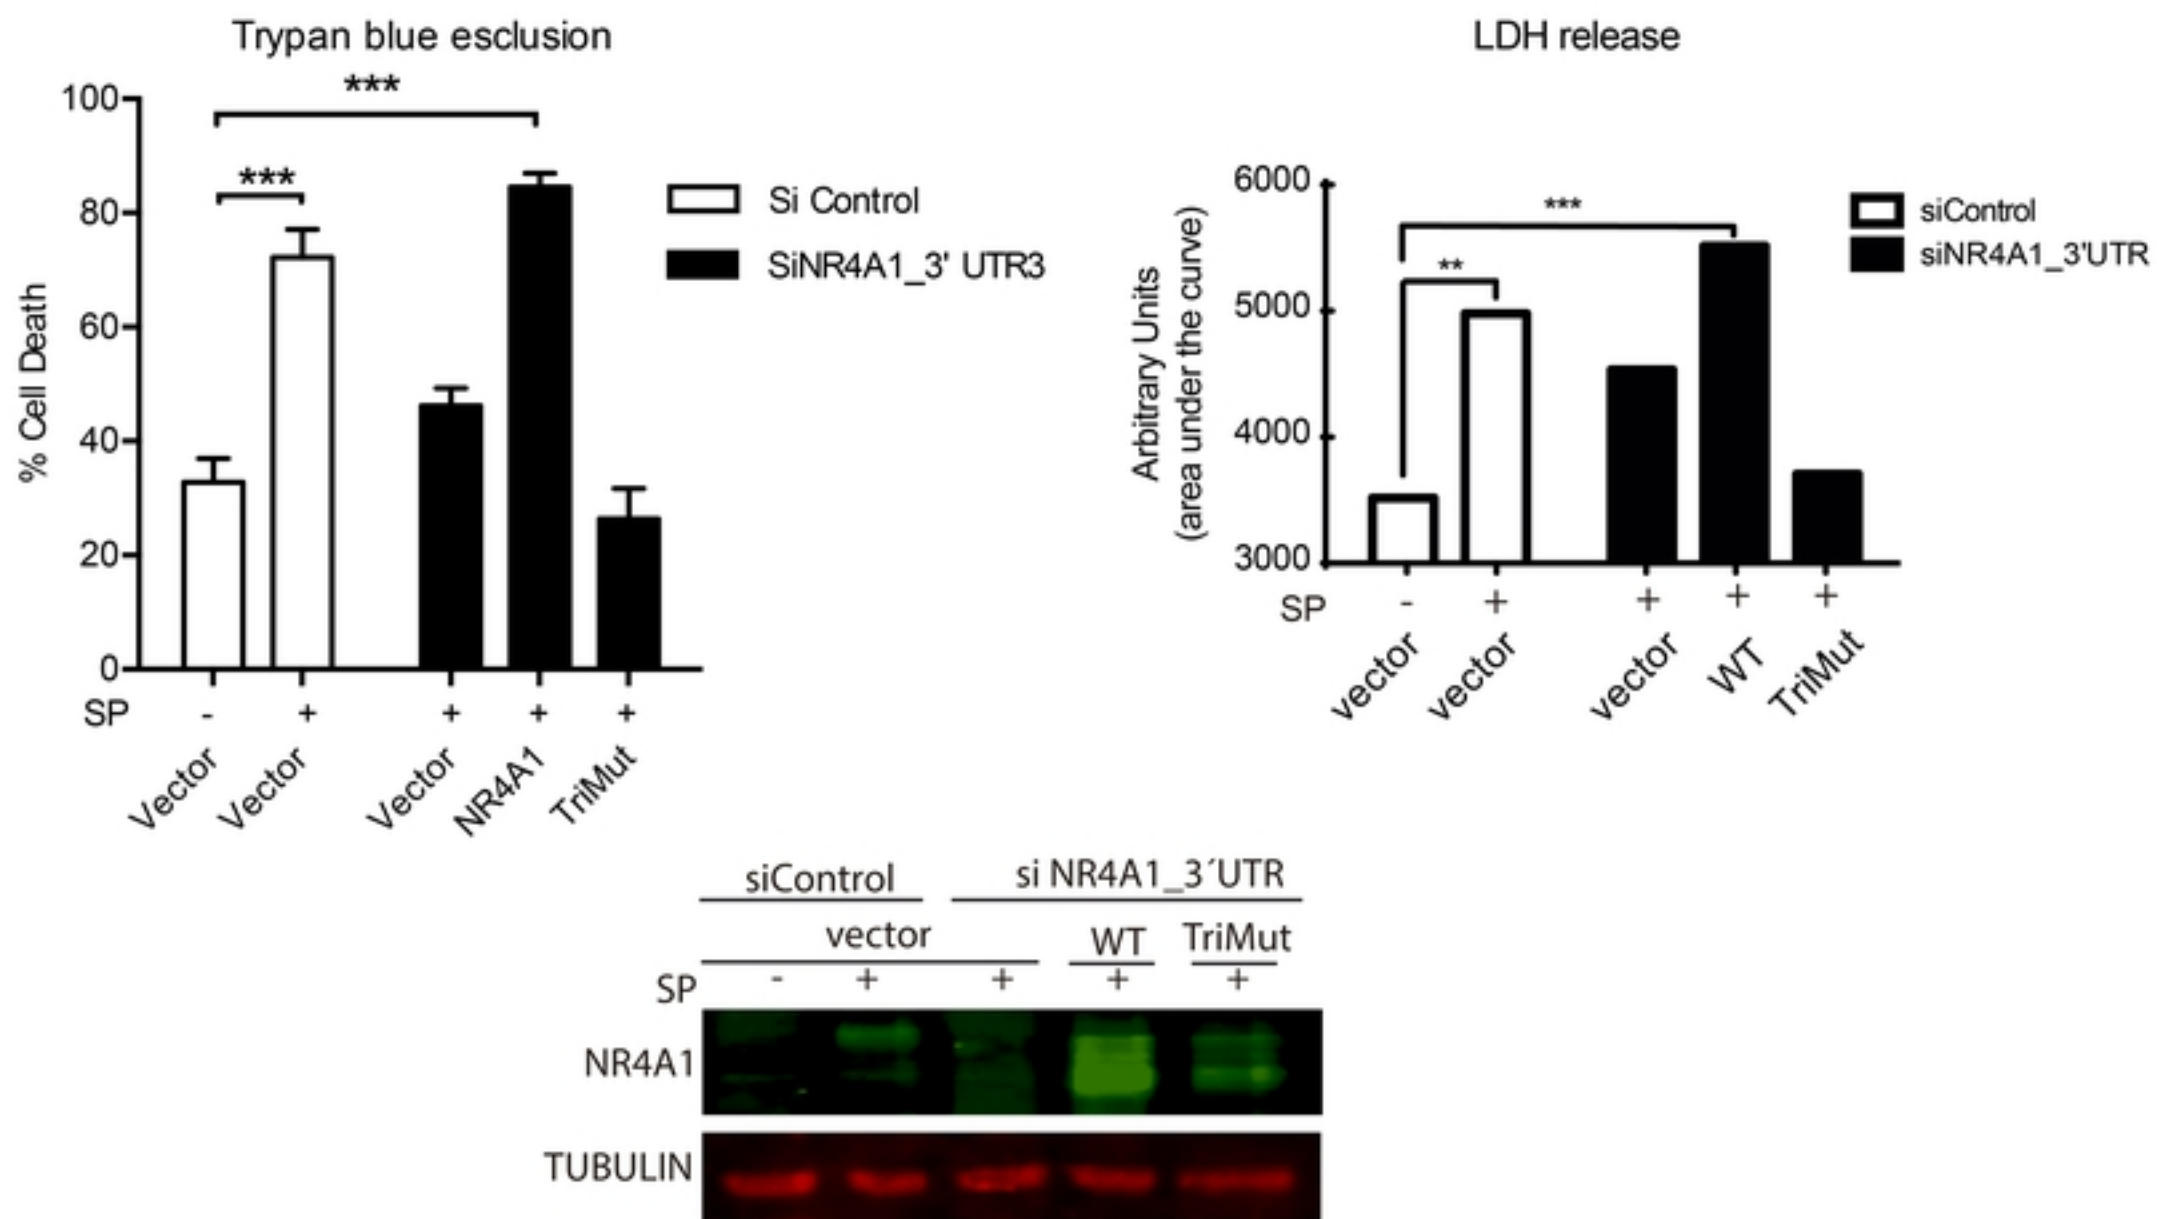 Trypan blue esclusion
***
***
100
80
60
40
20
0
% Cell Death
Si Control
SiNR4A1_3' UTR3
SP - + + + +
Vector Vector Vector NR4A1 TriMut
LDH release
***
**
6000
5000
4000
3000
Arbitrary Units
(area under the curve)
siControl
siNR4A1_3'UTR
SP - + + + +
vector vector vector WT TriMut
siControl si NR4A1_3´UTR
vector WT TriMut
SP - + + + +
NR4A1
TUBULIN